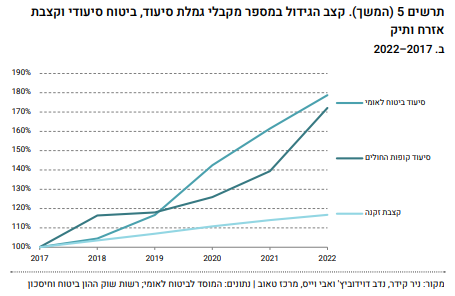 תרשים 5 (המשך). קצב הגידול במספר מקבלי גמלת סיעוד, ביטוח סיעודי וקצבת
אזרח ותיק
ב. 2017–2022
190%
180%
170%
160%
150%
140%
130%
120%
110%
100%
2017 2018 2019 2020 2021 2022
סיעוד ביטוח לאומי
סיעוד קופות החולים
קצבת זקנה
מקור: ניר קידר, נדב דוידוביץ' ואבי וייס, מרכז טאוב | נתונים: המוסד לביטוח לאומי; רשות שוק ההון ביטוח וחיסכון